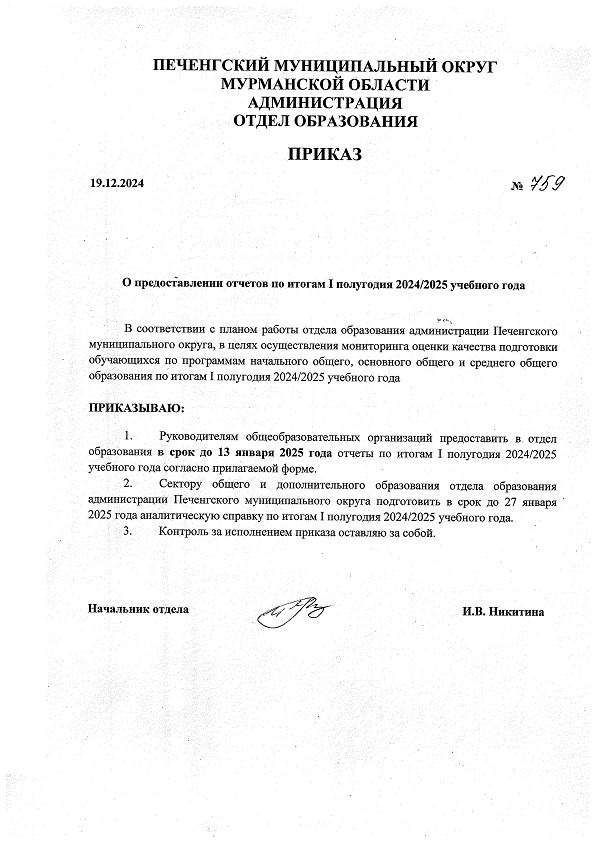 ПЕЧЕНГСКИЙ МУНИЦИПАЛЬНЫЙ ОКРУГ
МУРМАНСКОЙ ОБЛАСТИ
АДМИНИСТРАЦИЯ
ОТДЕЛ ОБРАЗОВАНИЯ
ПРИКАЗ
19.12.2024 № 759
О предоставлении отчетов по итогам I полугодия 2024/2025 учебного года
В соответствии с планом работы отдела образования администрации Печенгского
муниципального округа, в целях осуществления мониторинга оценки качества подготовки
обучающихся по программам начального общего, основного общего и среднего общего
образования по итогам I полугодия 2024/2025 учебного года
ПРИКАЗЫВАЮ:
1. Руководителям общеобразовательных организаций предоставить в отдел
образования в срок до 13 января 2025 года отчеты по итогам I полугодия 2024/2025
учебного года согласно прилагаемой форме.
2. Сектору общего и дополнительного образования отдела образования
администрации Печенгского муниципального округа подготовить в срок до 27 января
2025 года аналитическую справку по итогам I полугодия 2024/2025 учебного года.
3. Контроль за исполнением приказа оставляю за собой.
Начальник отдела И.В. Никитина